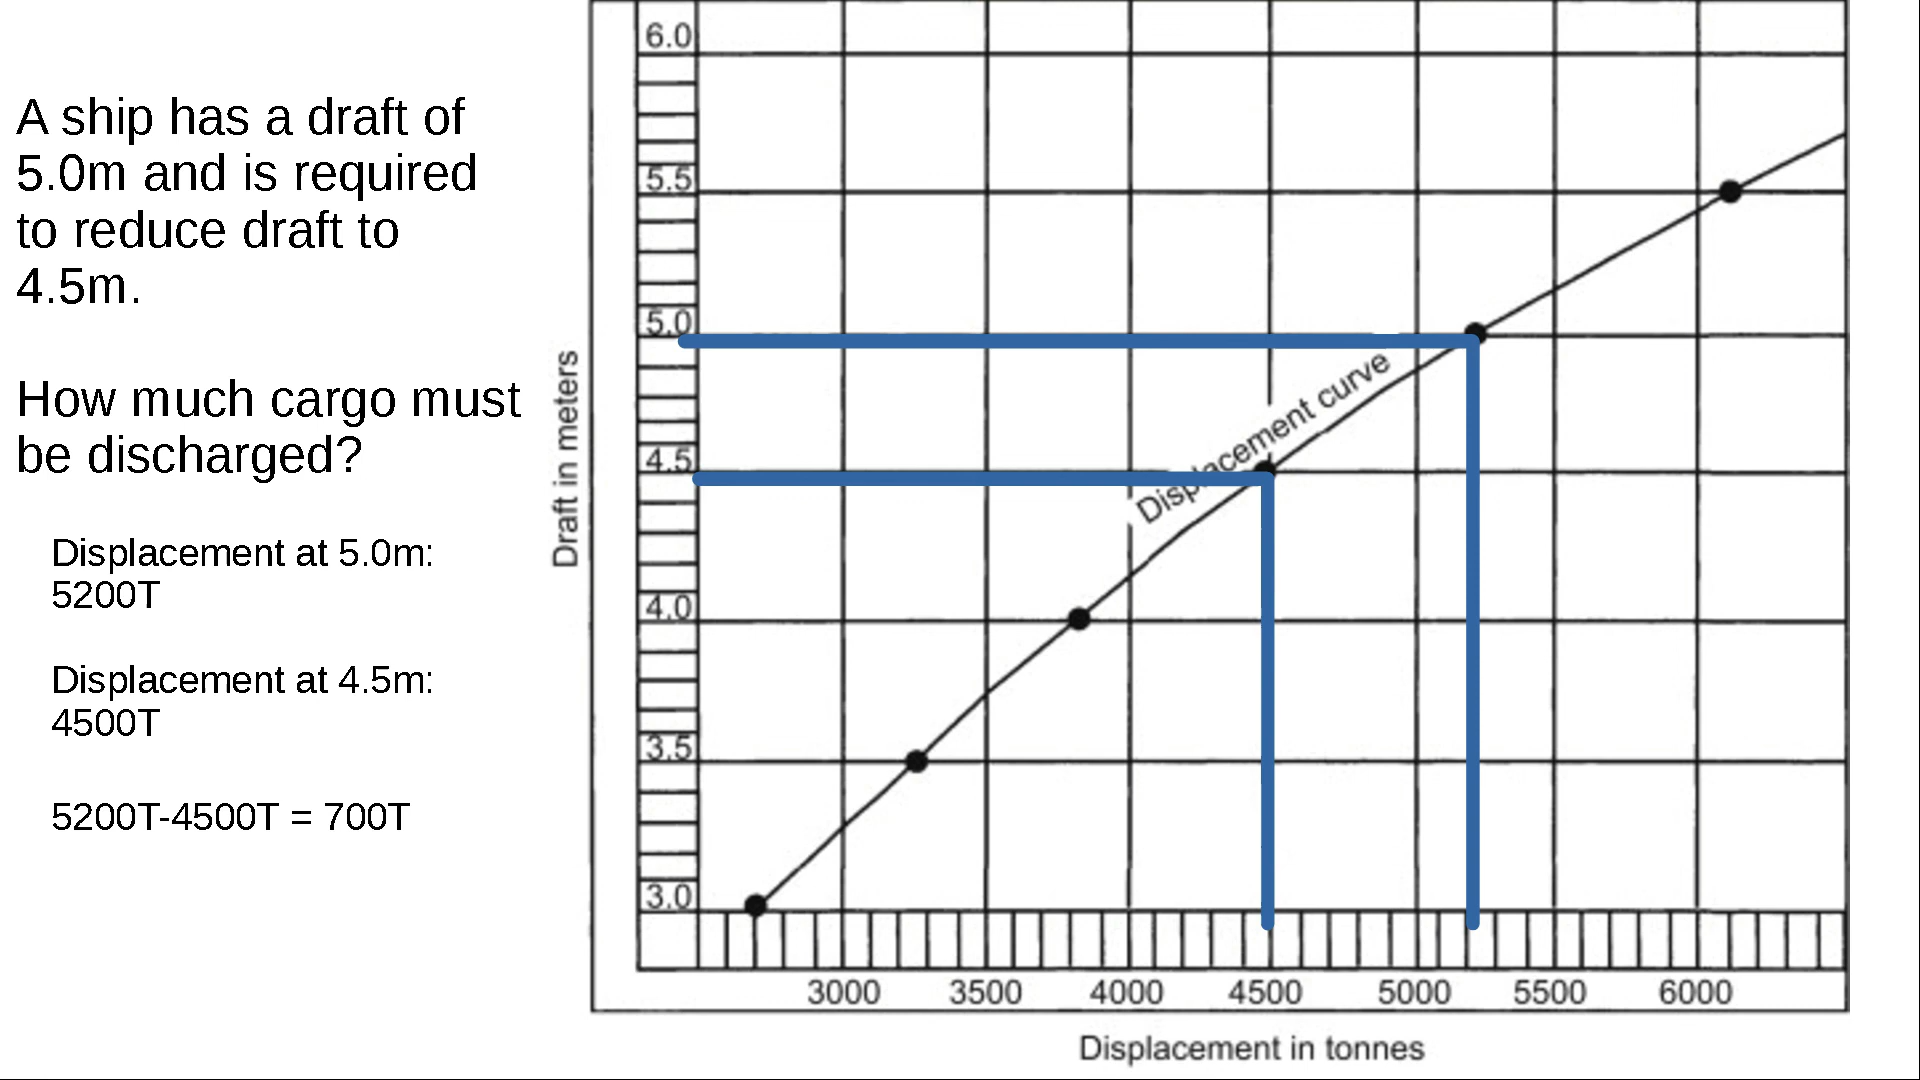 A ship has a draft of
5.0m and is required
to reduce draft to
4.5m.
How much cargo must
be discharged?
Displacement at 5.0m:
5200T
Displacement at 4.5m:
4500T
5200T-4500T = 700T
Draft in meters
6.0
5.5
5.0
4.5
4.0
3.5
3.0
Displacement curve
3000 3500 4000 4500 5000 5500 6000
Displacement in tonnes